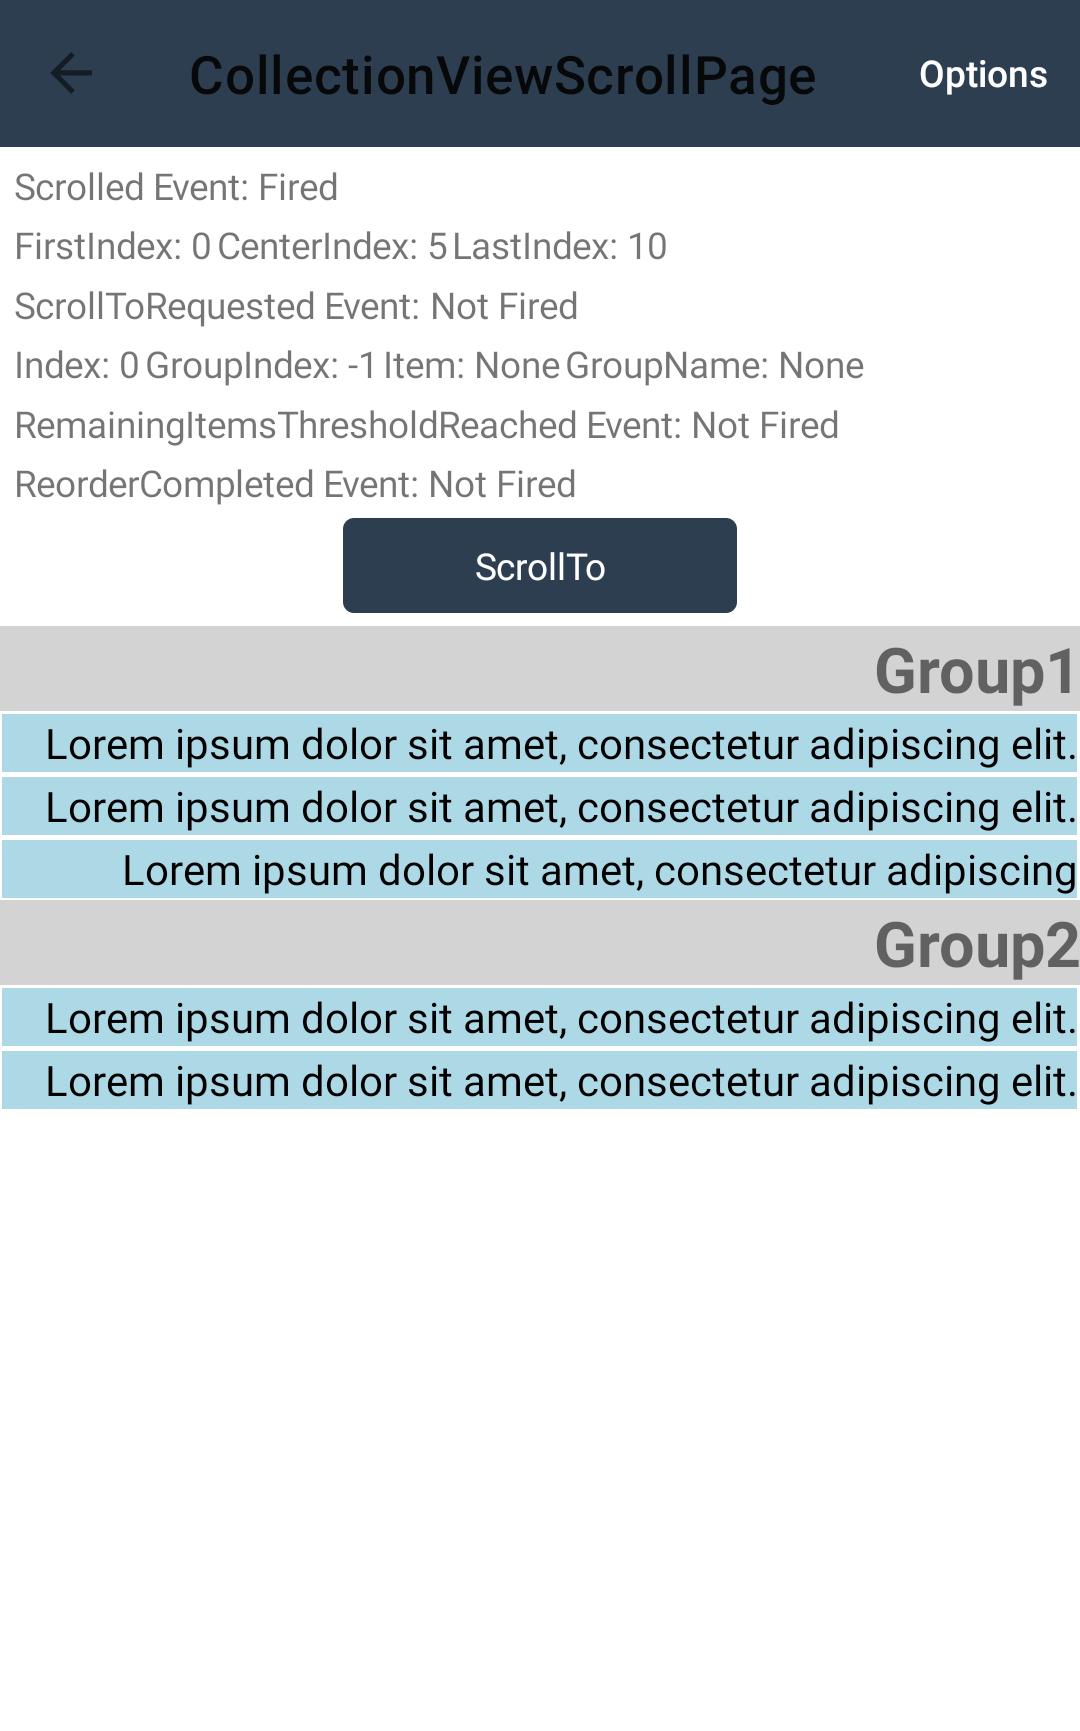 CollectionViewScrollPage
Options
Scrolled Event: Fired
FirstIndex: 0 CenterIndex: 5 LastIndex: 10
ScrollToRequested Event: Not Fired
Index: 0 GroupIndex: -1 Item: None GroupName: None
RemainingItemsThresholdReached Event: Not Fired
ReorderCompleted Event: Not Fired
ScrollTo
Group1
Lorem ipsum dolor sit amet, consectetur adipiscing elit.
Lorem ipsum dolor sit amet, consectetur adipiscing elit.
Lorem ipsum dolor sit amet, consectetur adipiscing
Group2
Lorem ipsum dolor sit amet, consectetur adipiscing elit.
Lorem ipsum dolor sit amet, consectetur adipiscing elit.